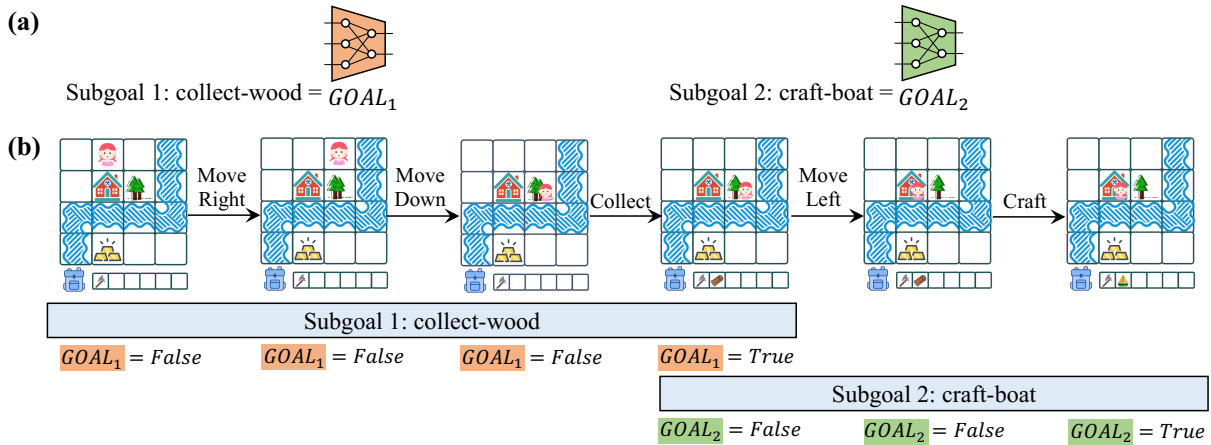 (a)
Subgoal 1: collect-wood = GOAL₁
Subgoal 2: craft-boat = GOAL₂
(b)
Move Right
Move Down
Collect
Move Left
Craft
Subgoal 1: collect-wood
GOAL₁ = False
GOAL₁ = False
GOAL₁ = False
GOAL₁ = True
Subgoal 2: craft-boat
GOAL₂ = False
GOAL₂ = False
GOAL₂ = True